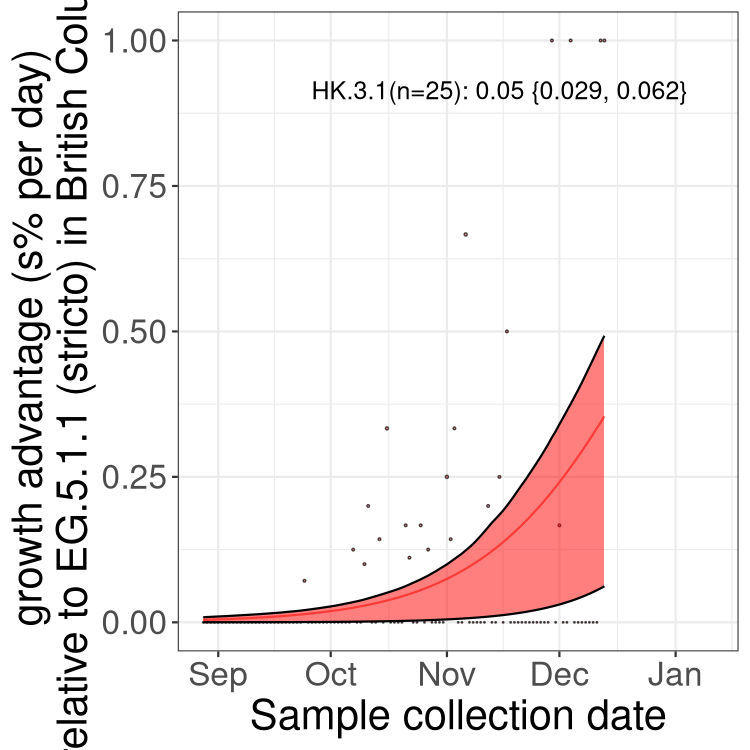 growth advantage (s% per day)
relative to EG.5.1.1 (stricto) in British
1.00
0.75
0.50
0.25
0.00
HK.3.1(n=25): 0.05 {0.029, 0.062}
Sep Oct Nov Dec Jan
Sample collection date